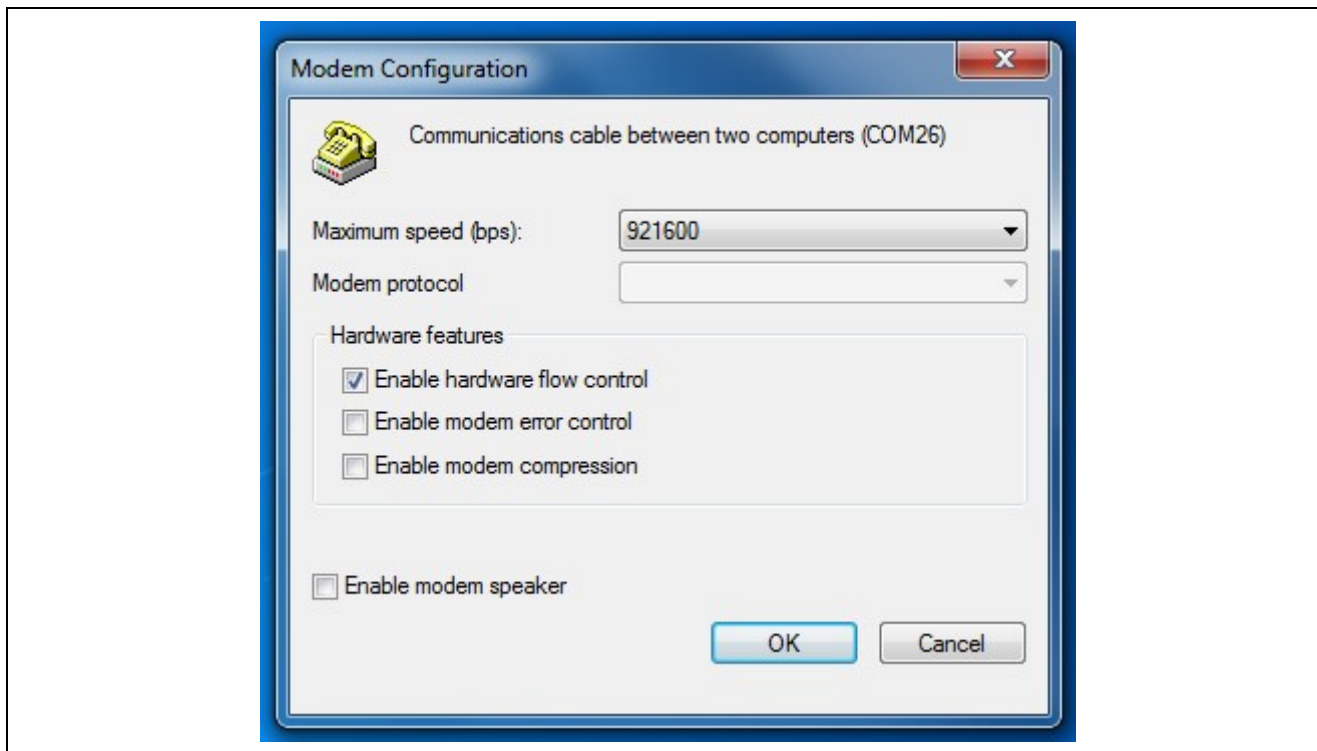 Modem Configuration
Communications cable between two computers (COM26)
Maximum speed (bps): 921600
Modem protocol
Hardware features
Enable hardware flow control
Enable modem error control
Enable modem compression
Enable modem speaker
OK Cancel